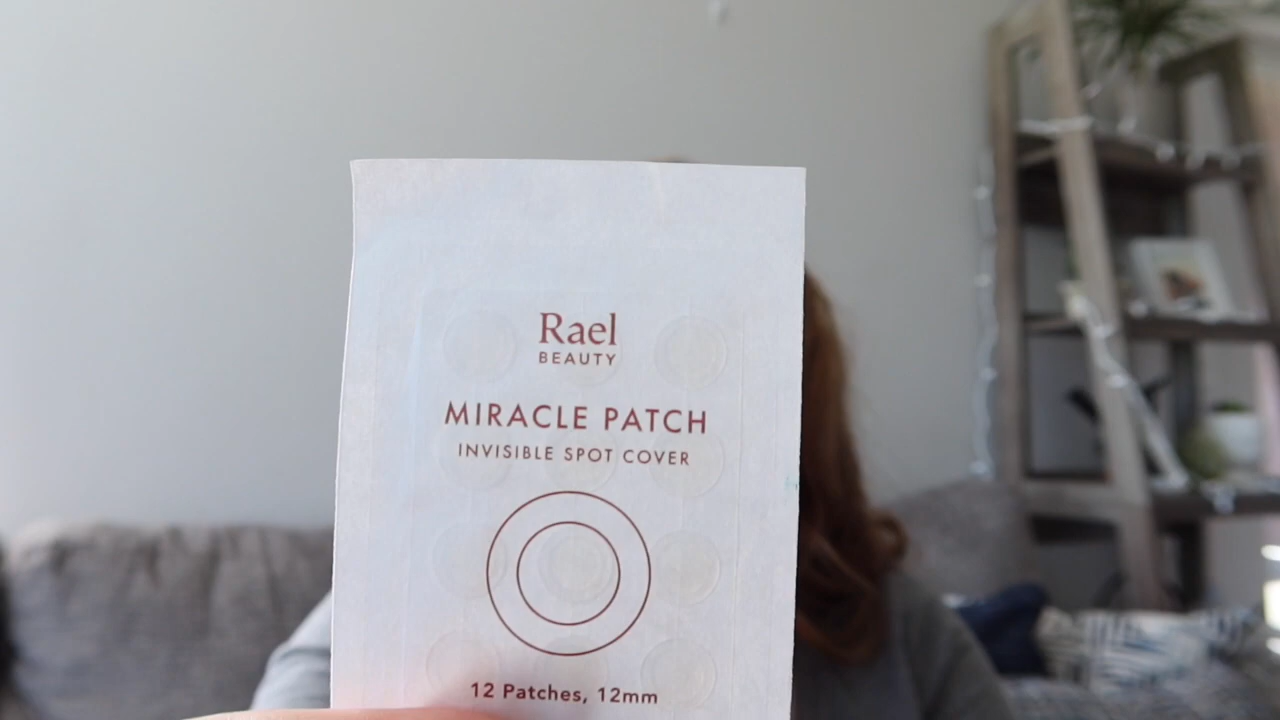 Rael
BEAUTY
MIRACLE PATCH
INVISIBLE SPOT COVER
12 Patches, 12mm